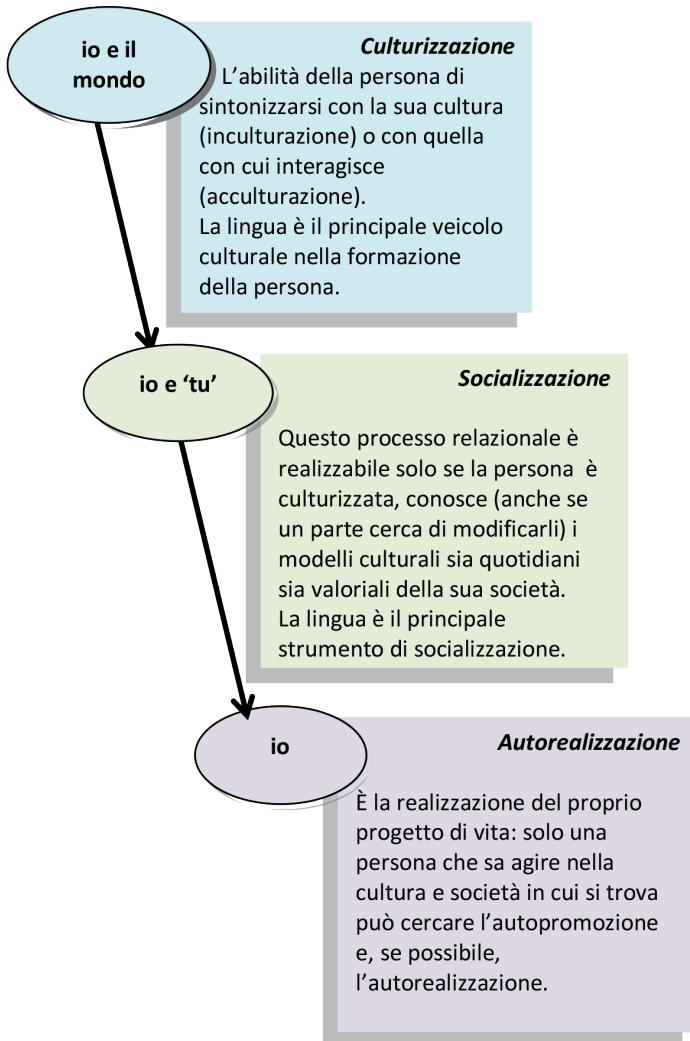 io e il
mondo
Culturizzazione
L’abilità della persona di
sintonizzarsi con la sua cultura
(inculturazione) o con quella
con cui interagisce
(acculturazione).
La lingua è il principale veicolo
culturale nella formazione
della persona.
io e ‘tu’
Socializzazione
Questo processo relazionale è
realizzabile solo se la persona è
culturizzata, conosce (anche se
un parte cerca di modificarli) i
modelli culturali sia quotidiani
sia valoriali della sua società.
La lingua è il principale
strumento di socializzazione.
io
Autorealizzazione
È la realizzazione del proprio
progetto di vita: solo una
persona che sa agire nella
cultura e società in cui si trova
può cercare l’autopromozione
e, se possibile,
l’autorealizzazione.